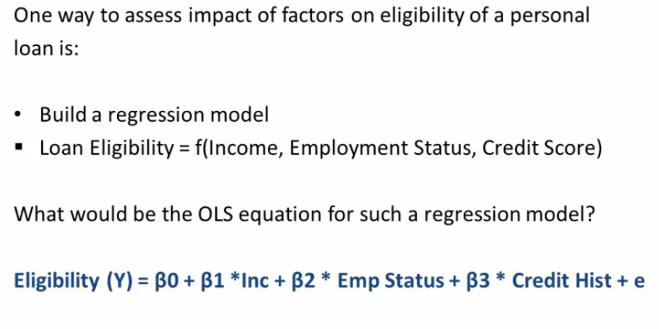 One way to assess impact of factors on eligibility of a personal
loan is:
• Build a regression model
▪ Loan Eligibility = f(Income, Employment Status, Credit Score)
What would be the OLS equation for such a regression model?
Eligibility (Y) = β0 + β1 *Inc + β2 * Emp Status + β3 * Credit Hist + e